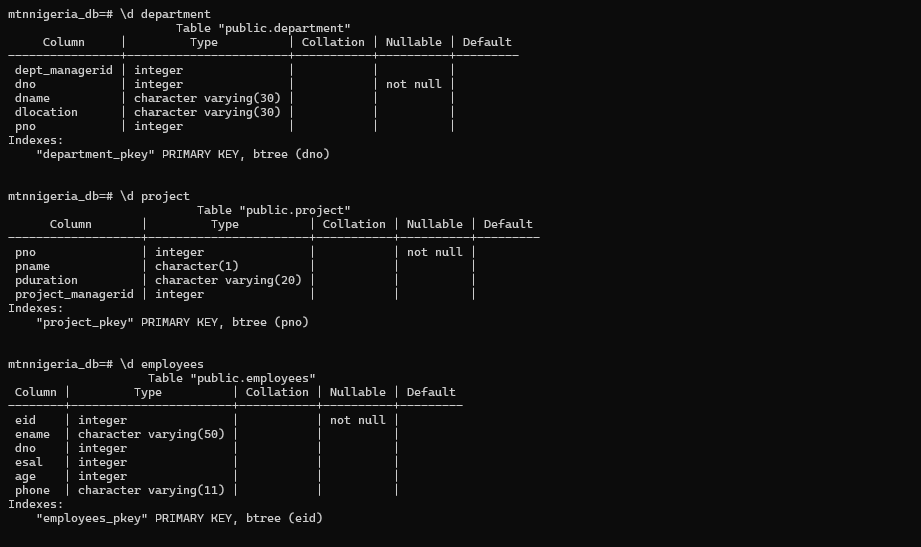 mtnnigeria_db=# \d department
                        Table "public.department"
     Column     |         Type          | Collation | Nullable | Default
----------------+-----------------------+-----------+----------+---------
 dept_managerid | integer               |           |          |
 dno            | integer               |           | not null |
 dname          | character varying(30) |           |          |
 dlocation      | character varying(30) |           |          |
 pno            | integer               |           |          |
Indexes:
    "department_pkey" PRIMARY KEY, btree (dno)
mtnnigeria_db=# \d project
                           Table "public.project"
      Column       |         Type          | Collation | Nullable | Default
-------------------+-----------------------+-----------+----------+---------
 pno               | integer               |           | not null |
 pname             | character(1)          |           |          |
 pduration         | character varying(20) |           |          |
 project_managerid | integer               |           |          |
Indexes:
    "project_pkey" PRIMARY KEY, btree (pno)
mtnnigeria_db=# \d employees
                    Table "public.employees"
 Column |         Type          | Collation | Nullable | Default
--------+-----------------------+-----------+----------+---------
 eid    | integer               |           | not null |
 ename  | character varying(50) |           |          |
 dno    | integer               |           |          |
 esal   | integer               |           |          |
 age    | integer               |           |          |
 phone  | character varying(11) |           |          |
Indexes:
    "employees_pkey" PRIMARY KEY, btree (eid)